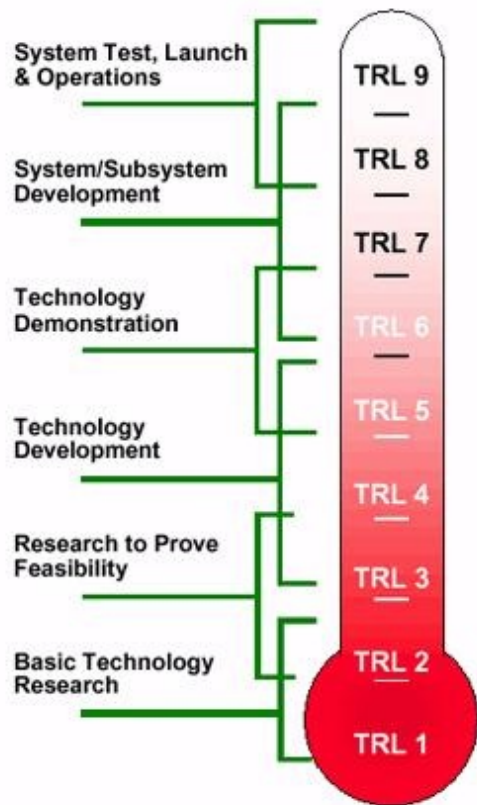 System Test, Launch
& Operations
System/Subsystem
Development
Technology
Demonstration
Technology
Development
Research to Prove
Feasibility
Basic Technology
Research
TRL 9
TRL 8
TRL 7
TRL 6
TRL 5
TRL 4
TRL 3
TRL 2
TRL 1